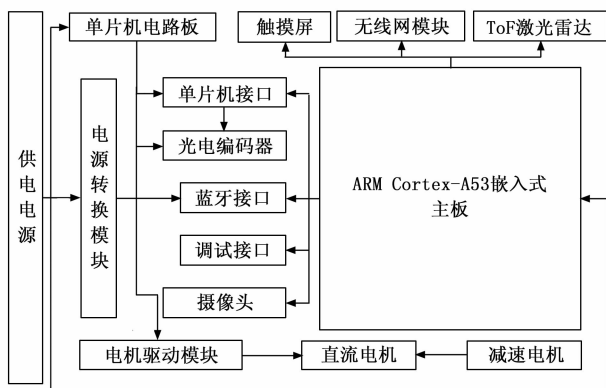 单片机电路板
触摸屏
无线网模块
ToF激光雷达
供电电源
电源转换模块
单片机接口
光电编码器
蓝牙接口
调试接口
摄像头
ARM Cortex-A53嵌入式
主板
电机驱动模块
直流电机
减速电机